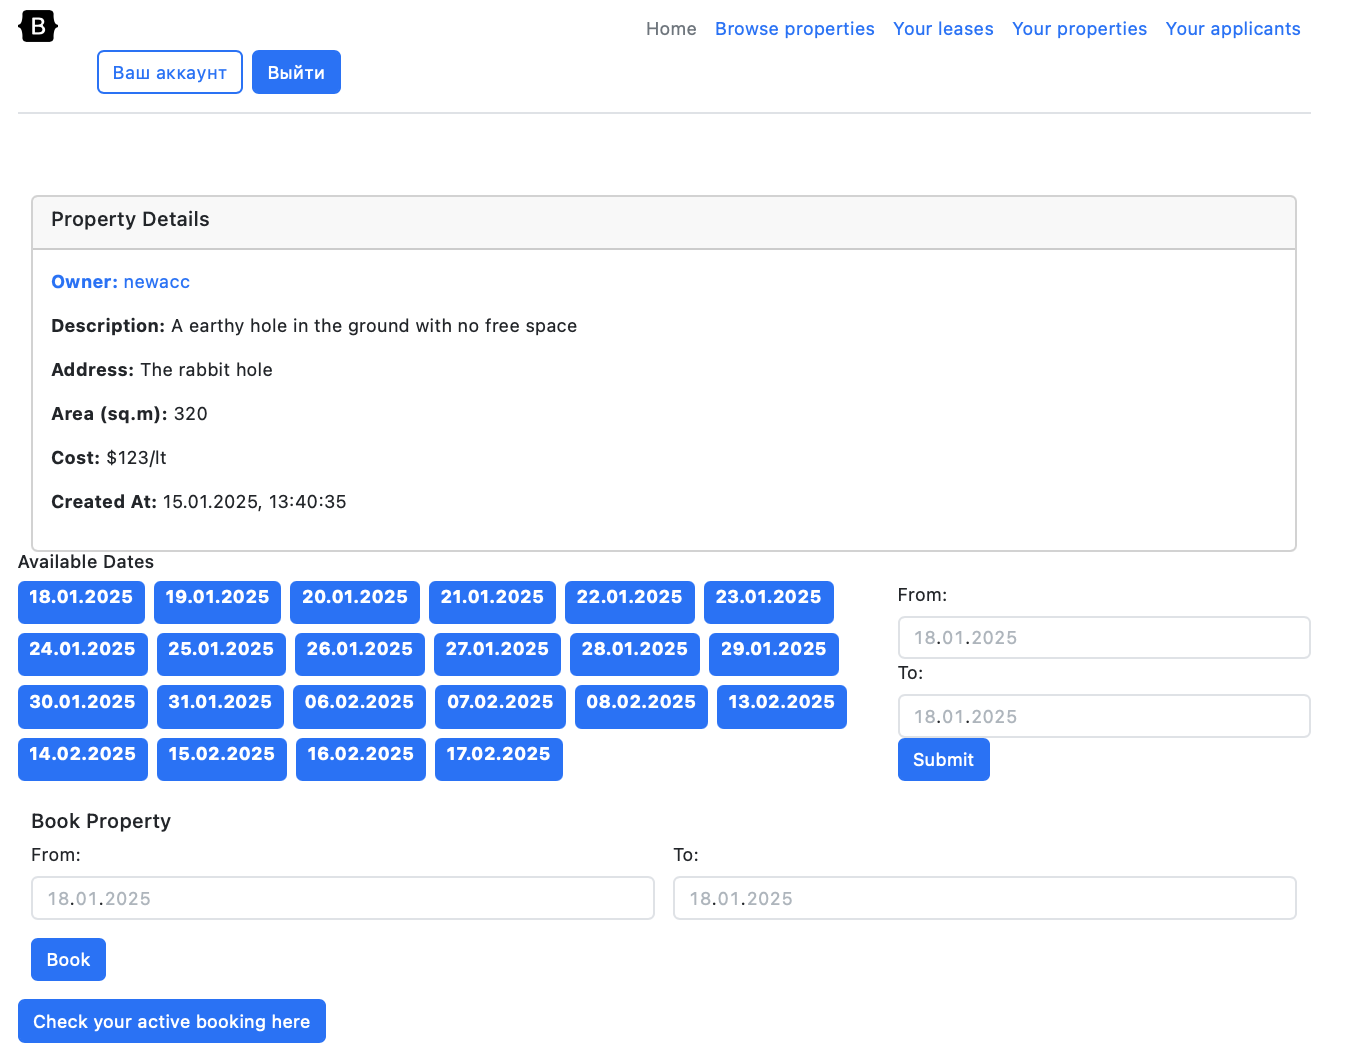 B
Home Browse properties Your leases Your properties Your applicants
Ваш аккаунт Выйти
Property Details
Owner: newacc
Description: A earthy hole in the ground with no free space
Address: The rabbit hole
Area (sq.m): 320
Cost: $123/lt
Created At: 15.01.2025, 13:40:35
Available Dates
18.01.2025 19.01.2025 20.01.2025 21.01.2025 22.01.2025 23.01.2025
24.01.2025 25.01.2025 26.01.2025 27.01.2025 28.01.2025 29.01.2025
30.01.2025 31.01.2025 06.02.2025 07.02.2025 08.02.2025 13.02.2025
14.02.2025 15.02.2025 16.02.2025 17.02.2025
From:
18.01.2025
To:
18.01.2025
Submit
Book Property
From: To:
18.01.2025 18.01.2025
Book
Check your active booking here